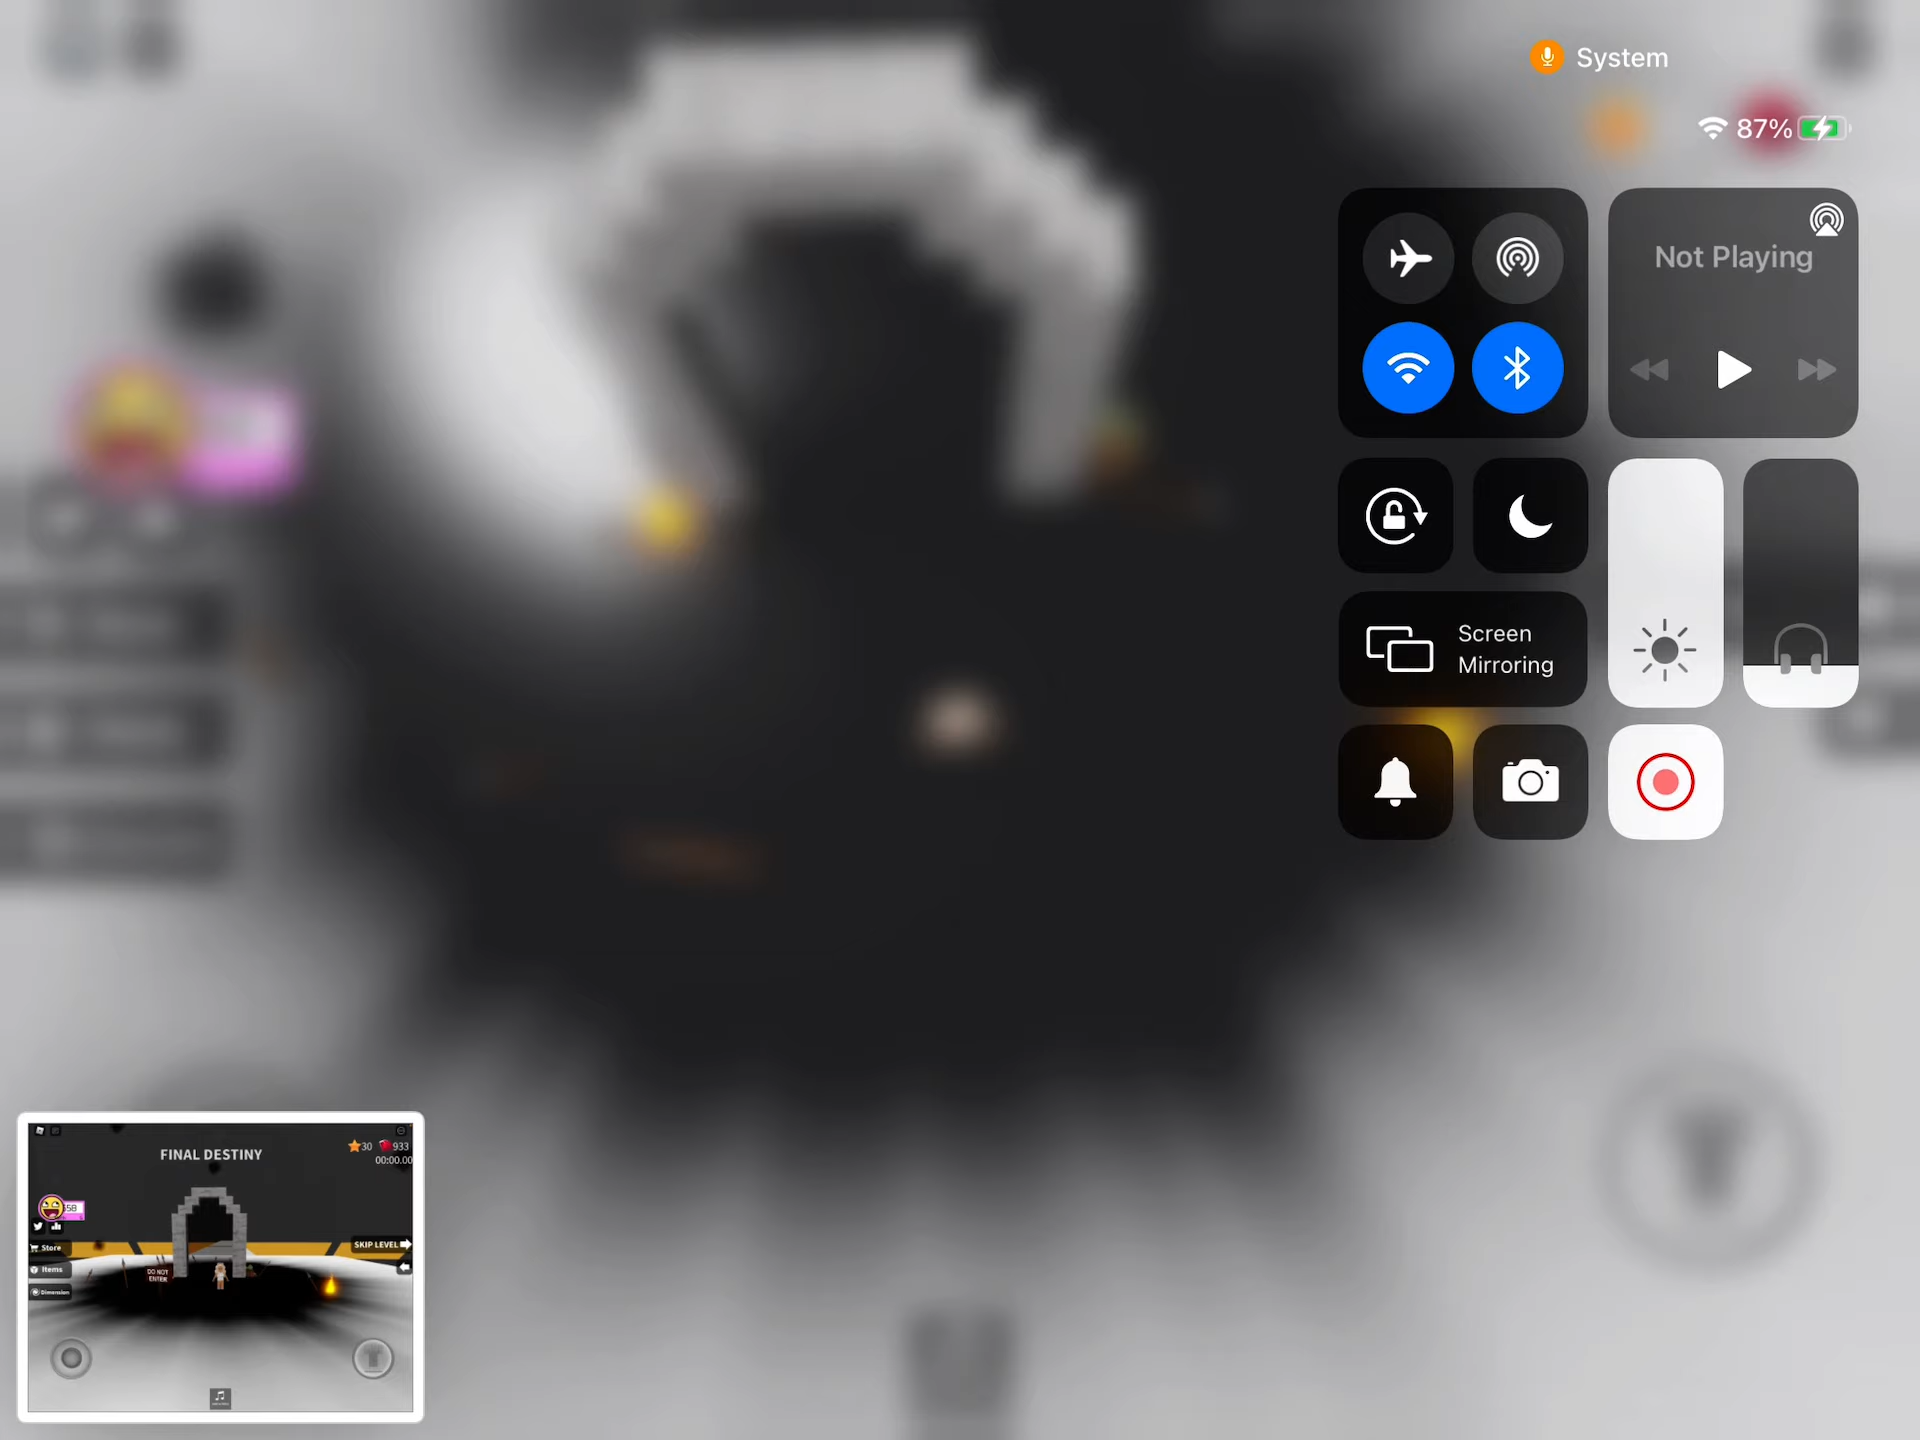 System
87%
Not Playing
Screen
Mirroring
FINAL DESTINY
30 933
00:00.00
Store
SKIP LEVEL
Items
DO NOT
ENTER
Dimension